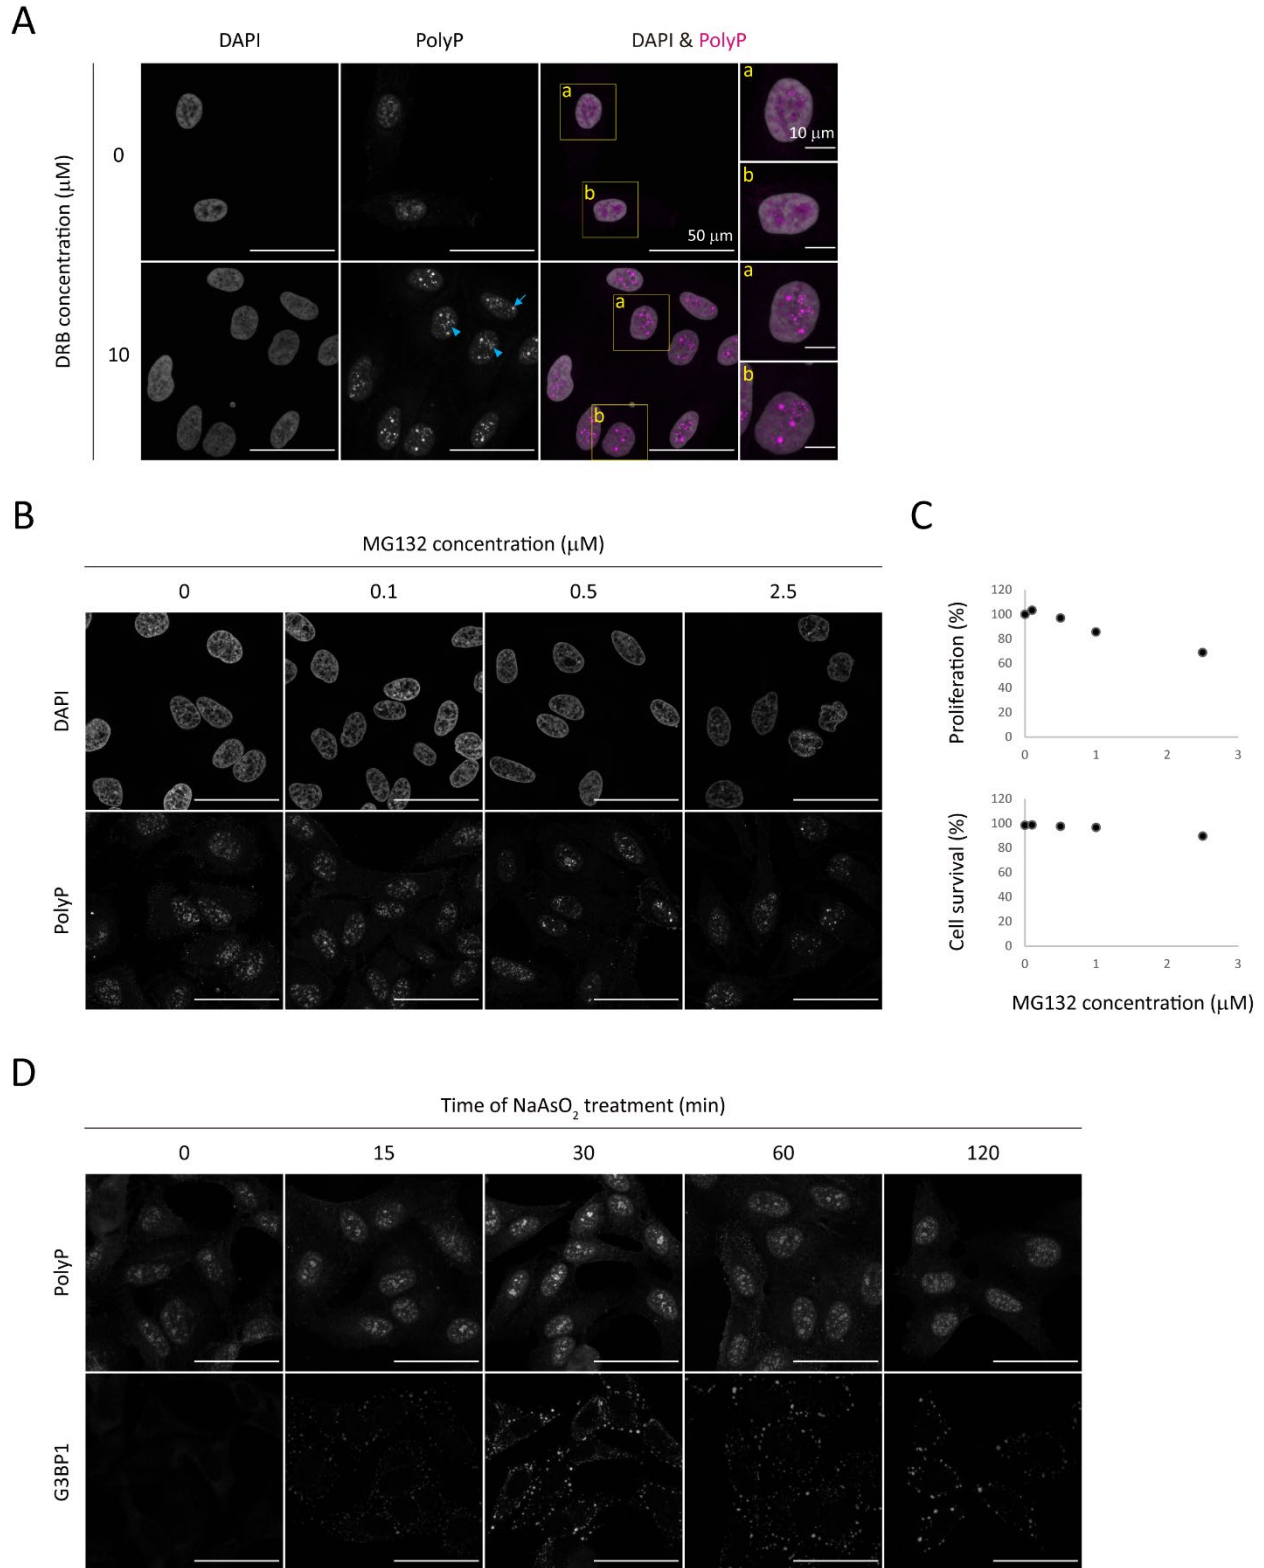 A
DAPI
PolyP
DAPI & PolyP
DRB concentration (μM)
0
a
b
50 μm
a
10 μm
b
10
a
b
a
b
B
MG132 concentration (μM)
0
0.1
0.5
2.5
DAPI
PolyP
C
Proliferation (%)
120
100
80
60
40
20
0
0
1
2
3
Cell survival (%)
120
100
80
60
40
20
0
0
1
2
3
MG132 concentration (μM)
D
Time of NaAsO₂ treatment (min)
0
15
30
60
120
PolyP
G3BP1